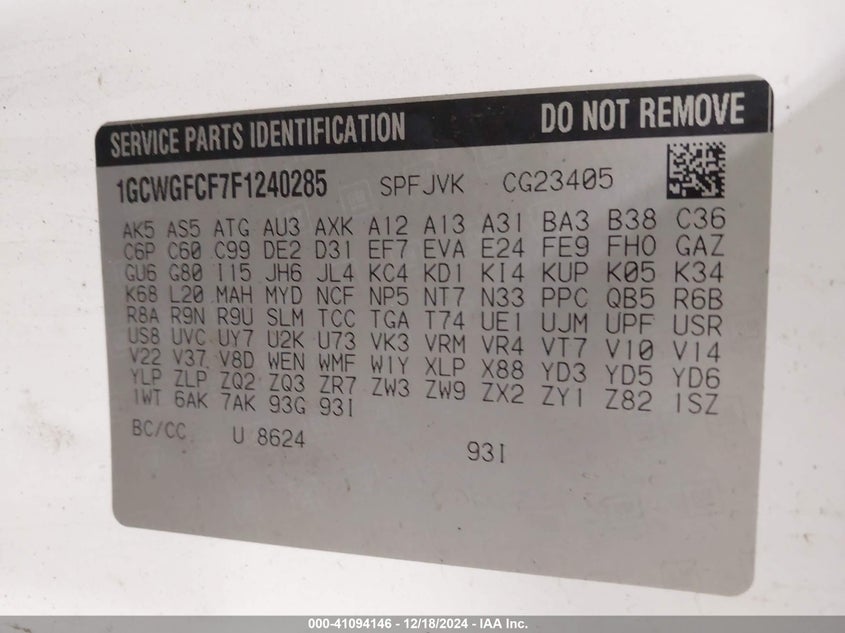 SERVICE PARTS IDENTIFICATION DO NOT REMOVE
1GCWGFCF7F1240285 SPFJVK CG23405
AK5 AS5 ATG AU3 AXK A12 A13 A31 BA3 B38 C36
C6P C60 C99 DE2 D31 EF7 EVA E24 FE9 FHO GAZ
GU6 G80 I15 JH6 JL4 KC4 KD1 KI4 KUP K05 K34
K68 L20 MAH MYD NCF NP5 NT7 N33 PPC QB5 R6B
R8A R9N R9U SLM TCC TGA T74 UE1 UJM UPF USR
US8 UVC UY7 U2K U73 VK3 VRM VR4 VT7 V10 V14
V22 V37 V8D WEN WMF W1Y XLP X88 YD3 YD5 YD6
YLP ZLP ZQ2 ZQ3 ZR7 ZW3 ZW9 ZX2 ZY1 Z82 1SZ
1WT 6AK 7AK 93G 93I
BC/CC U 8624 93I
000-41094146 - 12/18/2024 - IAA Inc.